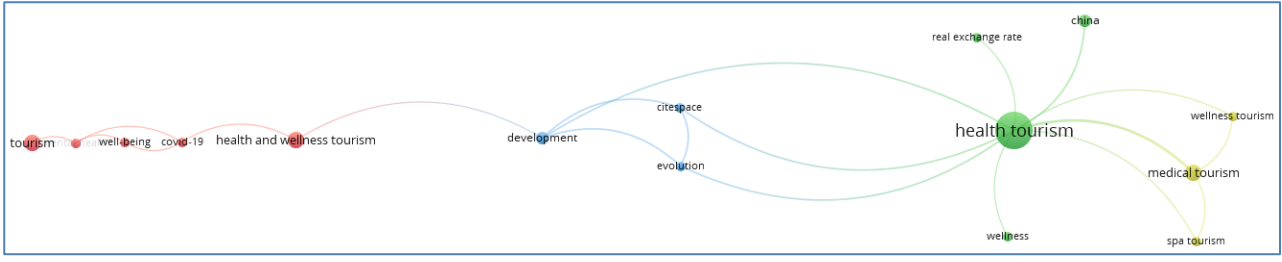 china
real exchange rate
citespace
wellness tourism
health tourism
development
tourism
well-being
covid-19
health and wellness tourism
evolution
medical tourism
wellness
spa tourism